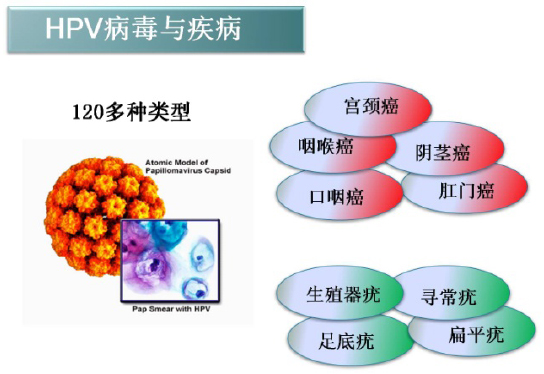 HPV病毒与疾病
120多种类型
Atomic Model of
Papillomavirus Capsid
Pap Smear with HPV
宫颈癌
咽喉癌
阴茎癌
口咽癌
肛门癌
生殖器疣
寻常疣
足底疣
扁平疣